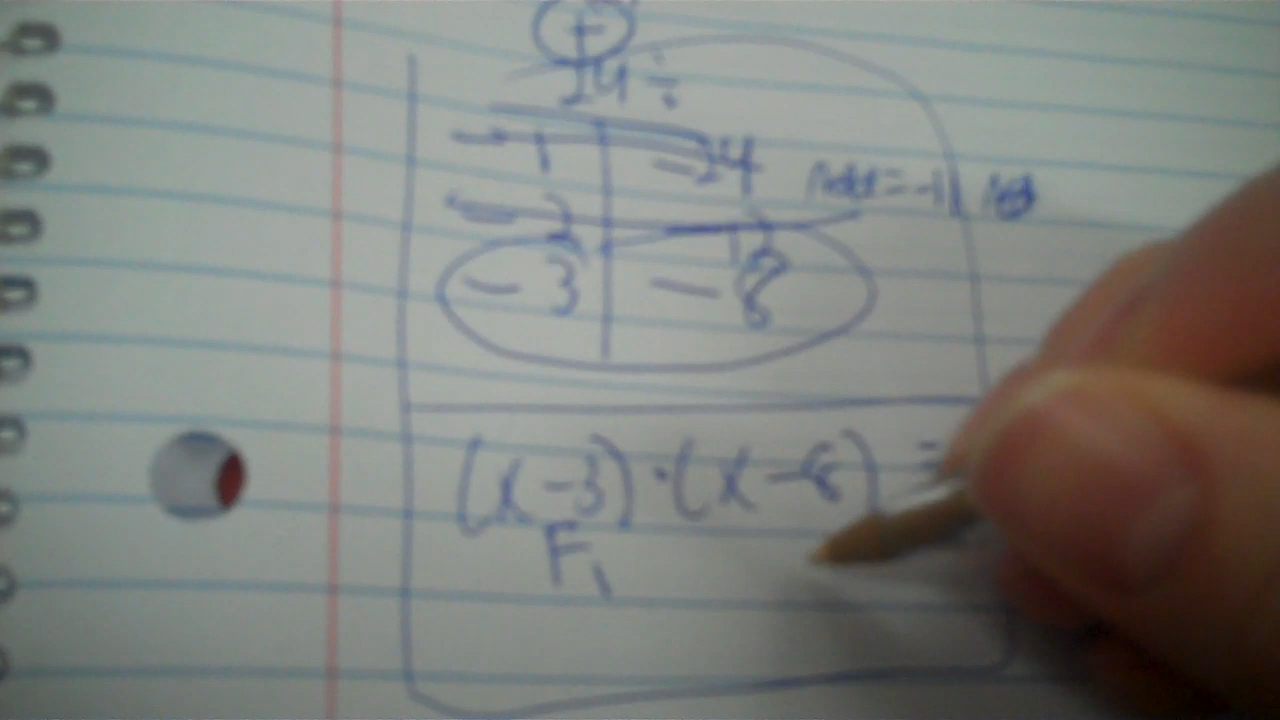 +
24 ÷
-1 -24
-2 -12
-3 -8
(x-3)·(x-8) =
F1